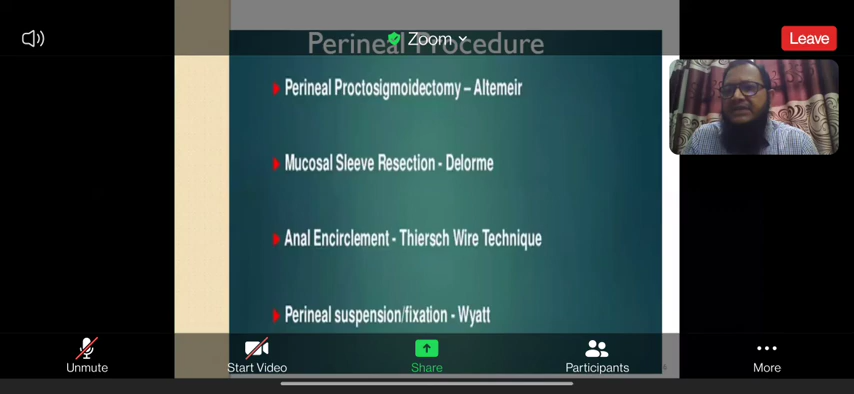 Perineal Procedure
Zoom
Leave
Perineal Proctosigmoidectomy – Altemeir
Mucosal Sleeve Resection - Delorme
Anal Encirclement - Thiersch Wire Technique
Perineal suspension/fixation - Wyatt
Unmute
Start Video
Share
Participants
More